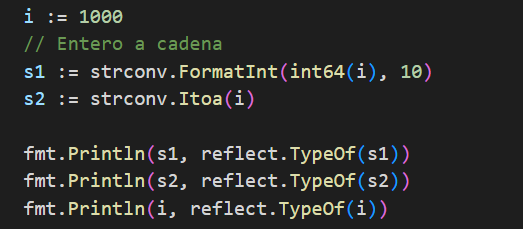 i := 1000
// Entero a cadena
s1 := strconv.FormatInt(int64(i), 10)
s2 := strconv.Itoa(i)
fmt.Println(s1, reflect.TypeOf(s1))
fmt.Println(s2, reflect.TypeOf(s2))
fmt.Println(i, reflect.TypeOf(i))